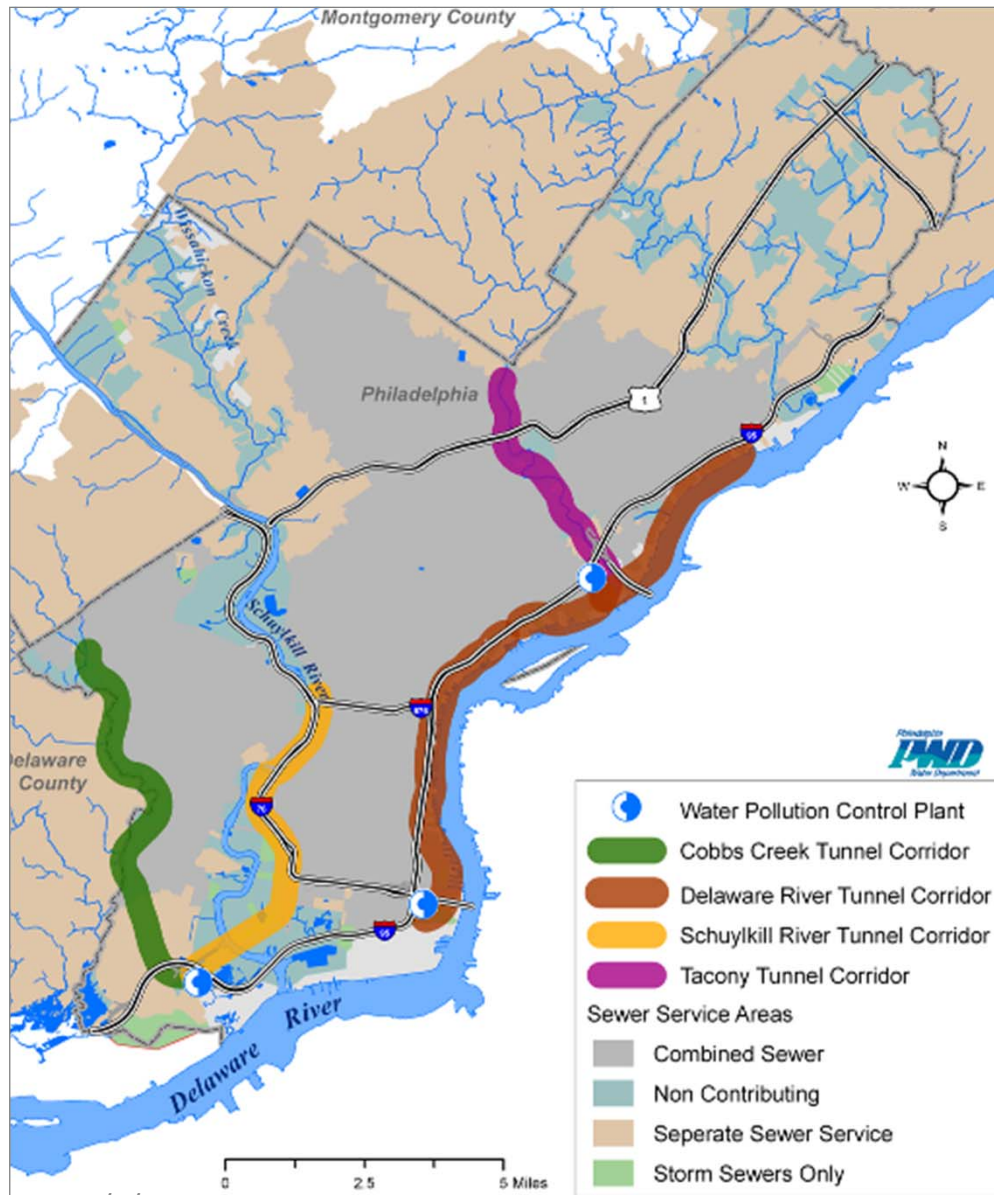 Montgomery County
Wissahickon Creek
Philadelphia
1
95
N
W E
S
Schuylkill River
676
Delaware
County
76
95
Delaware River
Philadelphia
PWD
Water Department
Water Pollution Control Plant
Cobbs Creek Tunnel Corridor
Delaware River Tunnel Corridor
Schuylkill River Tunnel Corridor
Tacony Tunnel Corridor
Sewer Service Areas
Combined Sewer
Non Contributing
Seperate Sewer Service
Storm Sewers Only
0 2.5 5 Miles